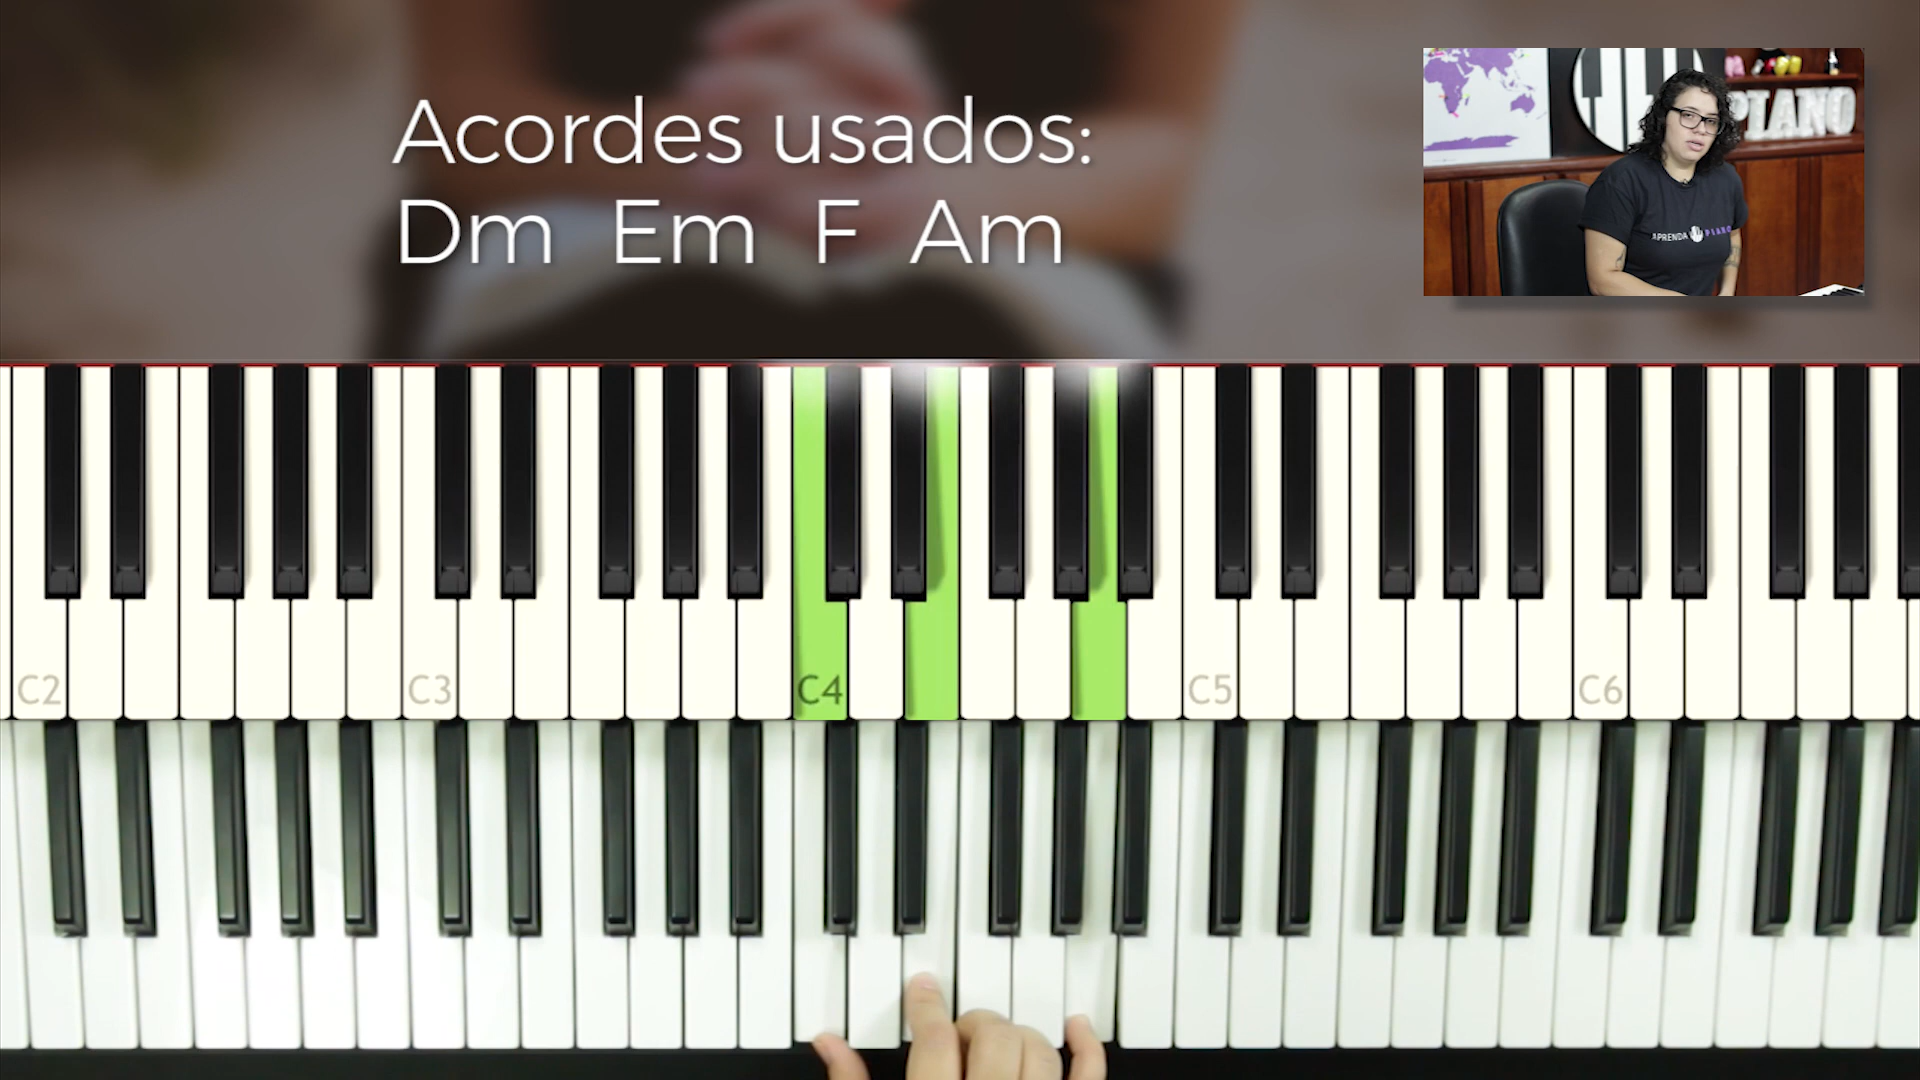 Acordes usados:
Dm Em F Am
PIANO
APRENDA PIANO
C2 C3 C4 C5 C6